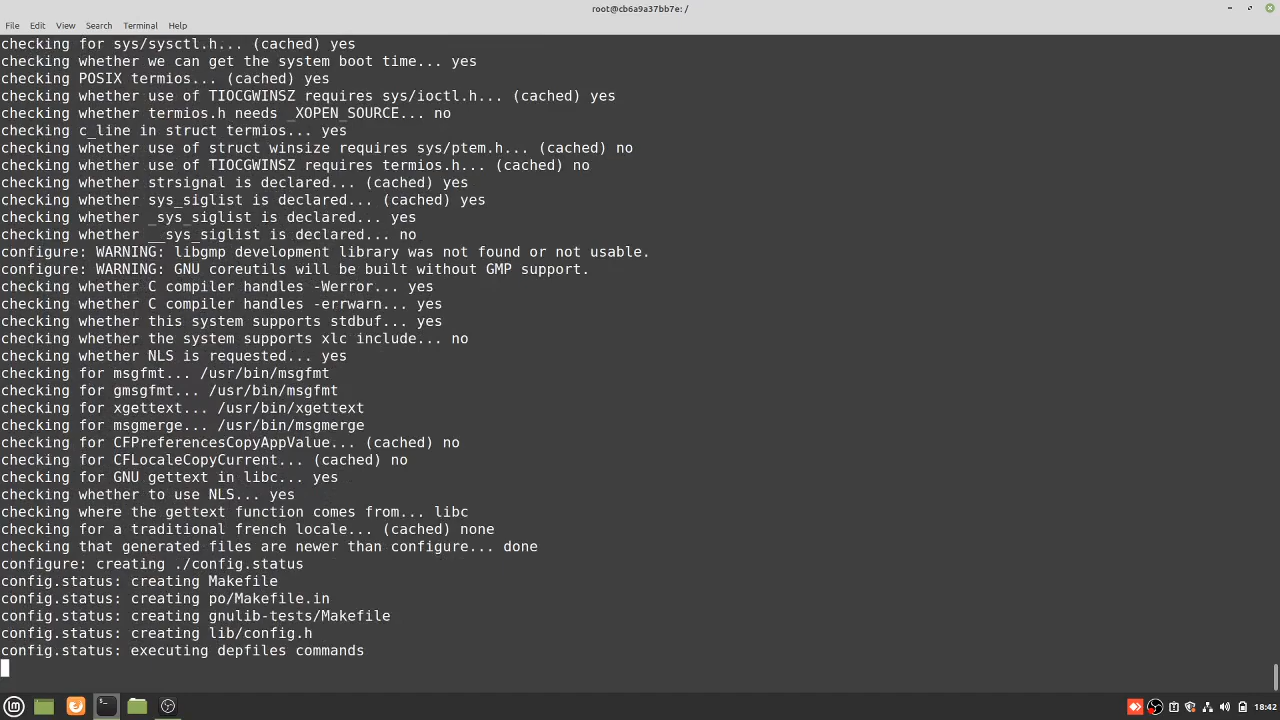 root@cb6a9a37bb7e: /
File Edit View Search Terminal Help
checking for sys/sysctl.h... (cached) yes
checking whether we can get the system boot time... yes
checking POSIX termios... (cached) yes
checking whether use of TIOCGWINSZ requires sys/ioctl.h... (cached) yes
checking whether termios.h needs _XOPEN_SOURCE... no
checking c_line in struct termios... yes
checking whether use of struct winsize requires sys/ptem.h... (cached) no
checking whether use of TIOCGWINSZ requires termios.h... (cached) no
checking whether strsignal is declared... (cached) yes
checking whether sys_siglist is declared... (cached) yes
checking whether _sys_siglist is declared... yes
checking whether __sys_siglist is declared... no
configure: WARNING: libgmp development library was not found or not usable.
configure: WARNING: GNU coreutils will be built without GMP support.
checking whether C compiler handles -Werror... yes
checking whether C compiler handles -errwarn... yes
checking whether this system supports stdbuf... yes
checking whether the system supports xlc include... no
checking whether NLS is requested... yes
checking for msgfmt... /usr/bin/msgfmt
checking for gmsgfmt... /usr/bin/msgfmt
checking for xgettext... /usr/bin/xgettext
checking for msgmerge... /usr/bin/msgmerge
checking for CFPreferencesCopyAppValue... (cached) no
checking for CFLocaleCopyCurrent... (cached) no
checking for GNU gettext in libc... yes
checking whether to use NLS... yes
checking where the gettext function comes from... libc
checking for a traditional french locale... (cached) none
checking that generated files are newer than configure... done
configure: creating ./config.status
config.status: creating Makefile
config.status: creating po/Makefile.in
config.status: creating gnulib-tests/Makefile
config.status: creating lib/config.h
config.status: executing depfiles commands
18:42